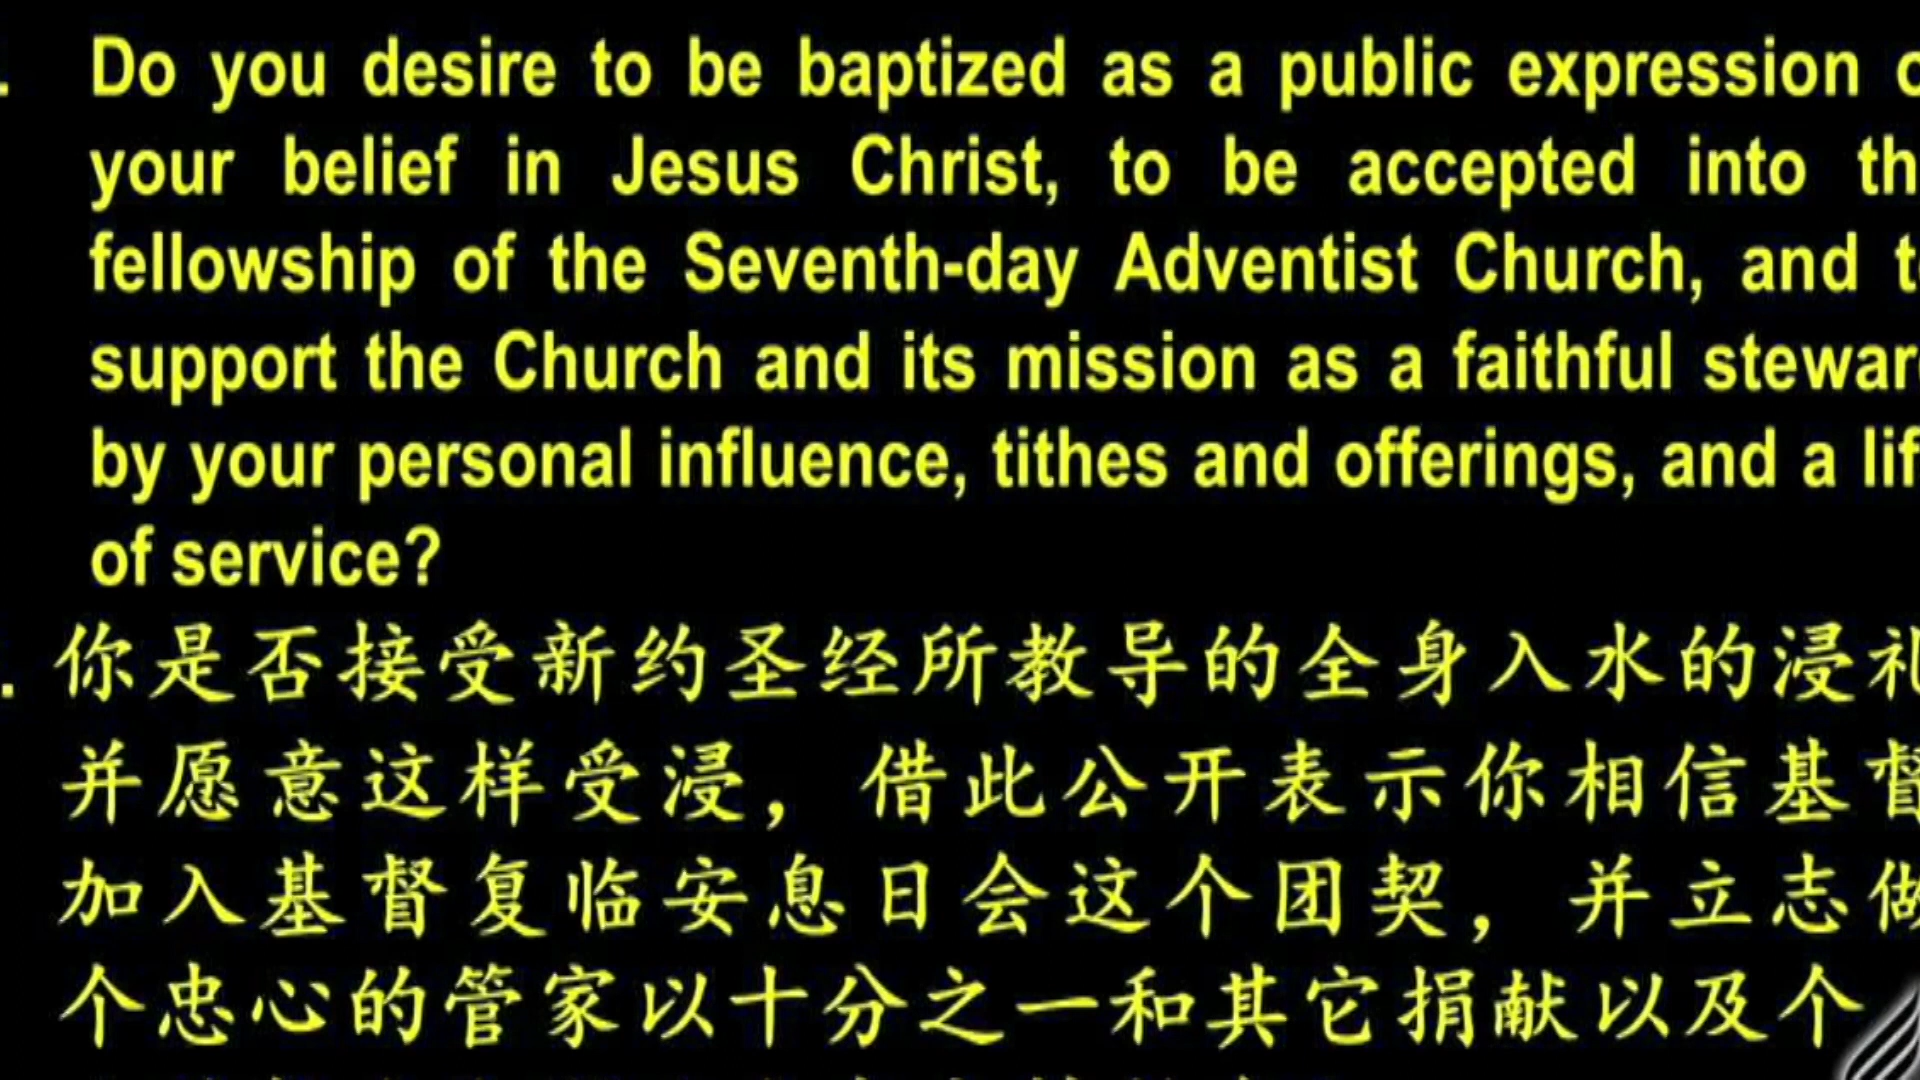 . Do you desire to be baptized as a public expression
your belief in Jesus Christ, to be accepted into
fellowship of the Seventh-day Adventist Church, and
support the Church and its mission as a faithful
by your personal influence, tithes and offerings, and a
of service?
. 你是否接受新约圣经所教导的全身入水的浸礼
并愿意这样受浸，借此公开表示你相信基督
加入基督复临安息日会这个团契，并立志做
个忠心的管家以十分之一和其它捐献以及个